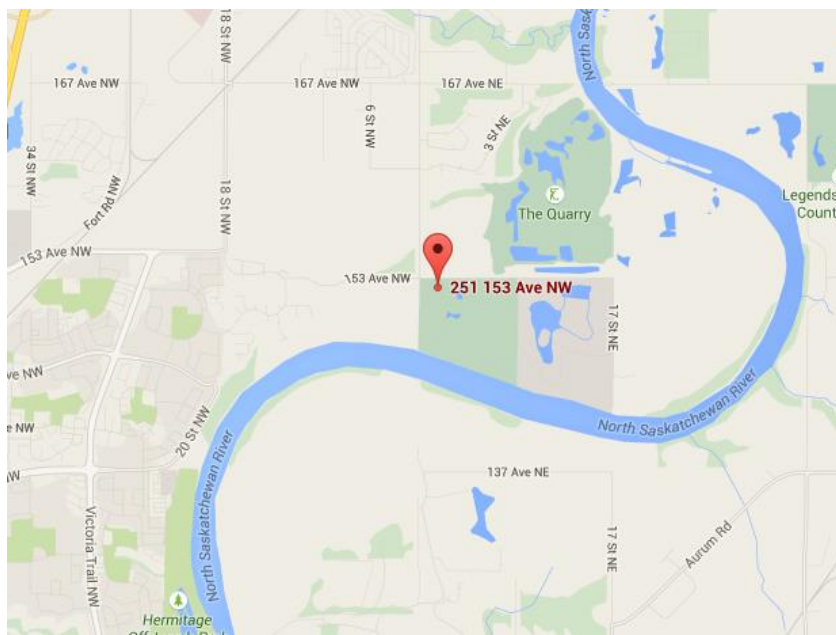 18 St NW
North Sask
167 Ave NW
167 Ave NW
167 Ave NE
6 St NW
3 St NE
34 St NW
Fort Rd NW
18 St NW
The Quarry
Legends
Count
153 Ave NW
153 Ave NW
251 153 Ave NW
17 St NE
ve NW
e NW
20 St NW
North Saskatchewan River
North Saskatchewan River
W
137 Ave NE
Victoria Trail NW
17 St NE
Aurum Rd
Hermitage